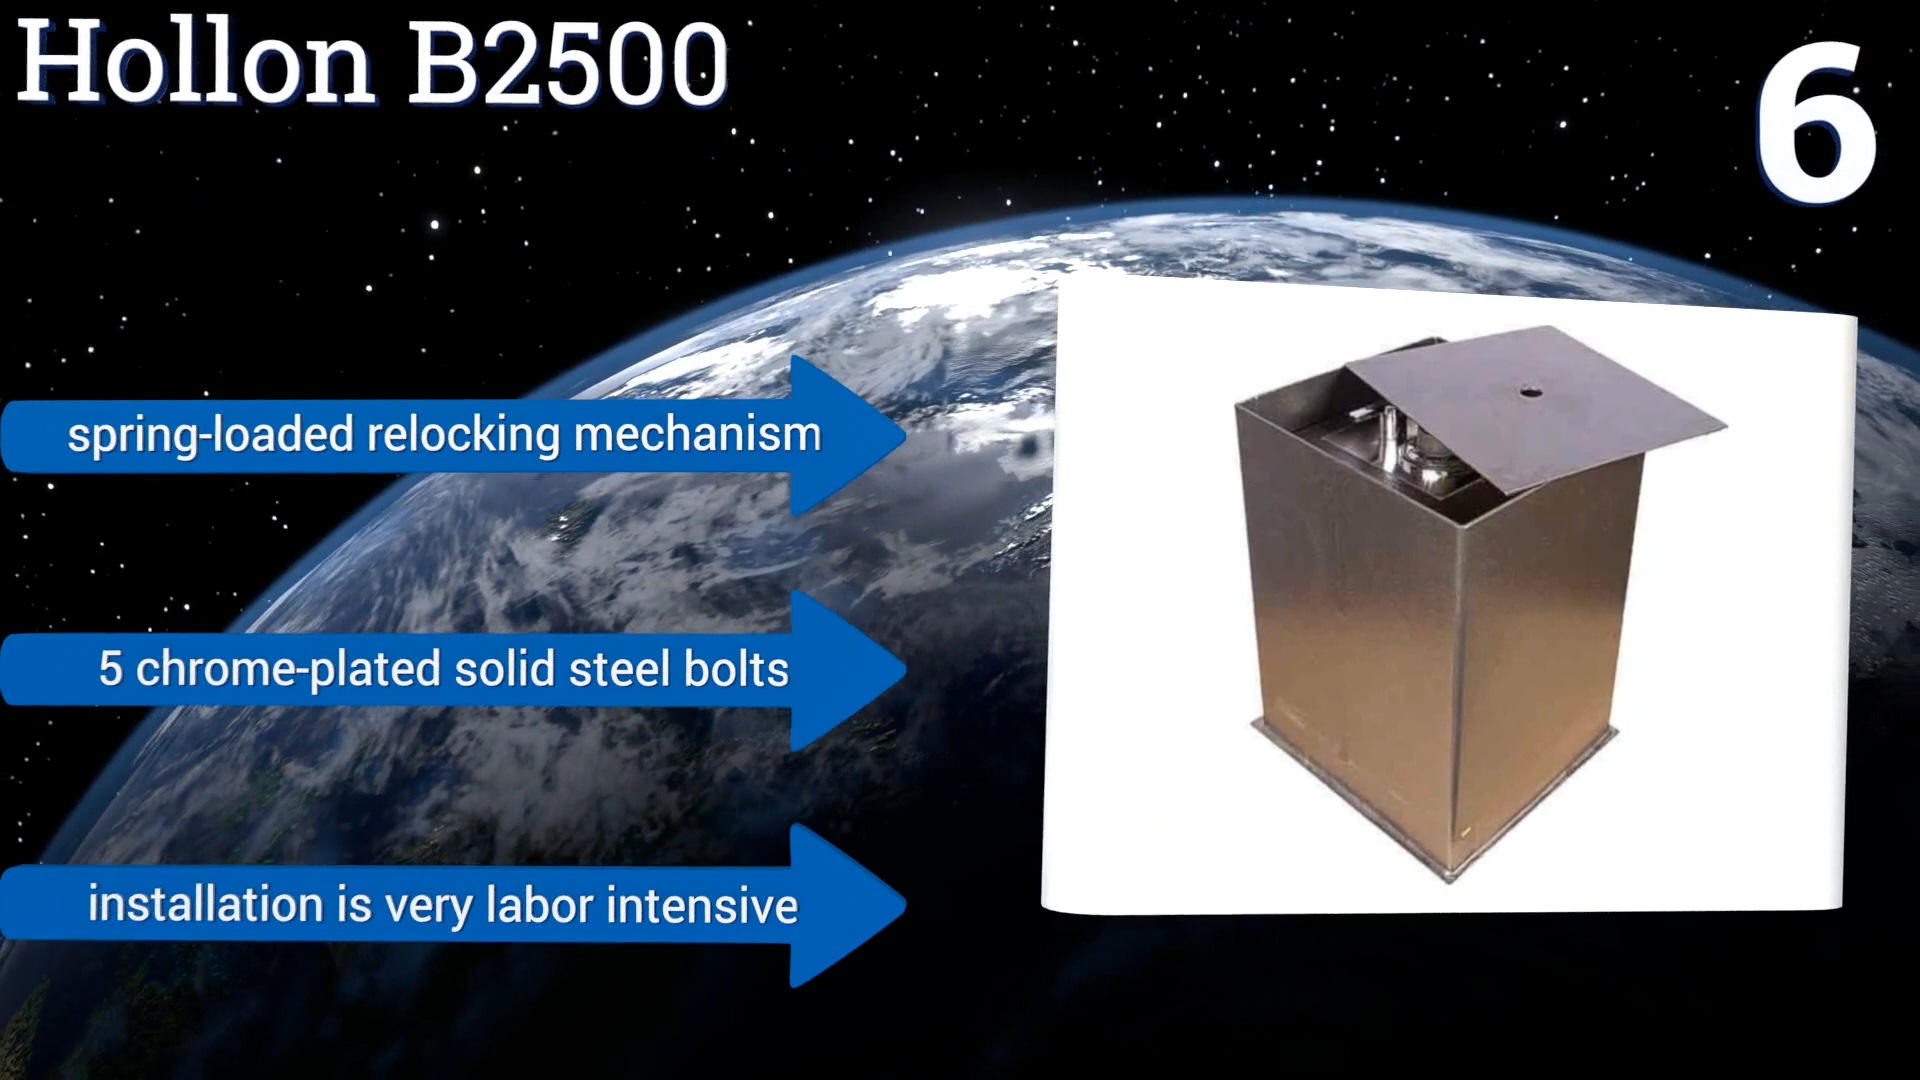 Hollon B2500
6
spring-loaded relocking mechanism
5 chrome-plated solid steel bolts
installation is very labor intensive